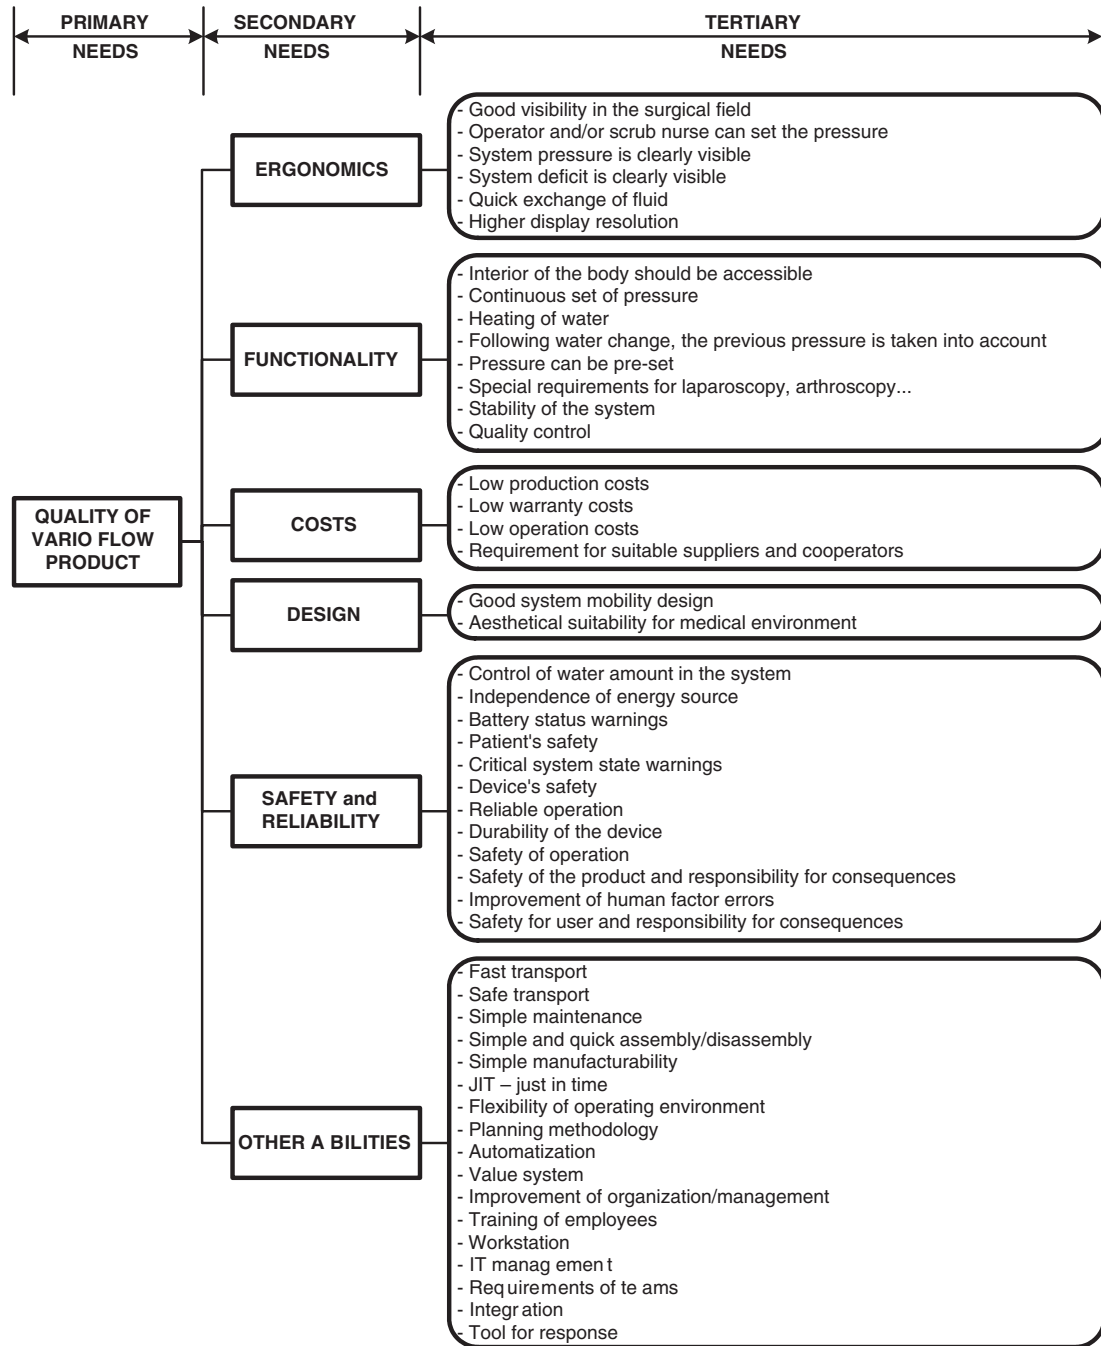 PRIMARY
NEEDS
SECONDARY
NEEDS
TERTIARY
NEEDS
QUALITY OF
VARIO FLOW
PRODUCT
ERGONOMICS
- Good visibility in the surgical field
- Operator and/or scrub nurse can set the pressure
- System pressure is clearly visible
- System deficit is clearly visible
- Quick exchange of fluid
- Higher display resolution
FUNCTIONALITY
- Interior of the body should be accessible
- Continuous set of pressure
- Heating of water
- Following water change, the previous pressure is taken into account
- Pressure can be pre-set
- Special requirements for laparoscopy, arthroscopy...
- Stability of the system
- Quality control
COSTS
- Low production costs
- Low warranty costs
- Low operation costs
- Requirement for suitable suppliers and cooperators
DESIGN
- Good system mobility design
- Aesthetical suitability for medical environment
SAFETY and
RELIABILITY
- Control of water amount in the system
- Independence of energy source
- Battery status warnings
- Patient's safety
- Critical system state warnings
- Device's safety
- Reliable operation
- Durability of the device
- Safety of operation
- Safety of the product and responsibility for consequences
- Improvement of human factor errors
- Safety for user and responsibility for consequences
OTHER A BILITIES
- Fast transport
- Safe transport
- Simple maintenance
- Simple and quick assembly/disassembly
- Simple manufacturability
- JIT – just in time
- Flexibility of operating environment
- Planning methodology
- Automatization
- Value system
- Improvement of organization/management
- Training of employees
- Workstation
- IT manag emen t
- Requirements of te ams
- Integr ation
- Tool for response